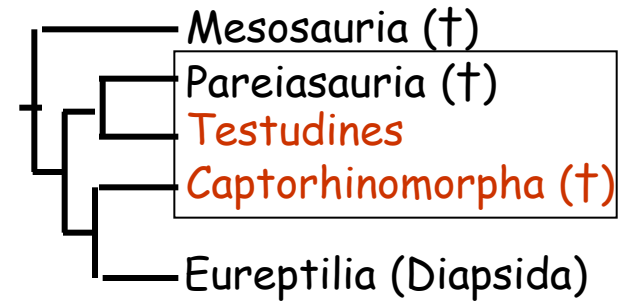 Mesosauria (†)
Pareiasauria (†)
Testudines
Captorhinomorpha (†)
Eureptilia (Diapsida)